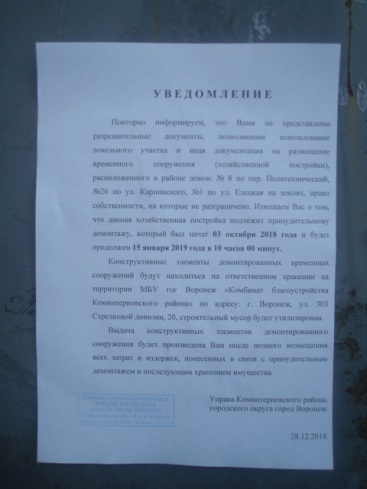 УВЕДОМЛЕНИЕ
Повторно информируем, что Вами не представлены
разрешительные документы, позволяющие использование
земельного участка и иная документация на размещение
временного сооружения (хозяйственной постройки),
расположенного в районе домов: № 8 по пер. Политехнический,
№26 по ул. Карпинского, №1 по ул. Елецкая на землях, право
собственности, на которые не разграничено. Извещаем Вас о том,
что данная хозяйственная постройка подлежит принудительному
демонтажу, который был начат 03 октября 2018 года и будет
продолжен 15 января 2019 года в 10 часов 00 минут.
Конструктивные элементы демонтированных временных
сооружений будут находиться на ответственном хранении на
территории МБУ гог Воронеж «Комбинат благоустройства
Коминтерновского района» по адресу: г. Воронеж, ул. 303
Стрелковой дивизии, 2б, строительный мусор будет утилизирован.
Выдача конструктивных элементов демонтированного
сооружения будет произведена Вам после полного возмещения
всех затрат и издержек, понесенных в связи с принудительным
демонтажем и последующим хранением имущества.
Управа Коминтерновского района
городского округа город Воронеж
28.12.2018